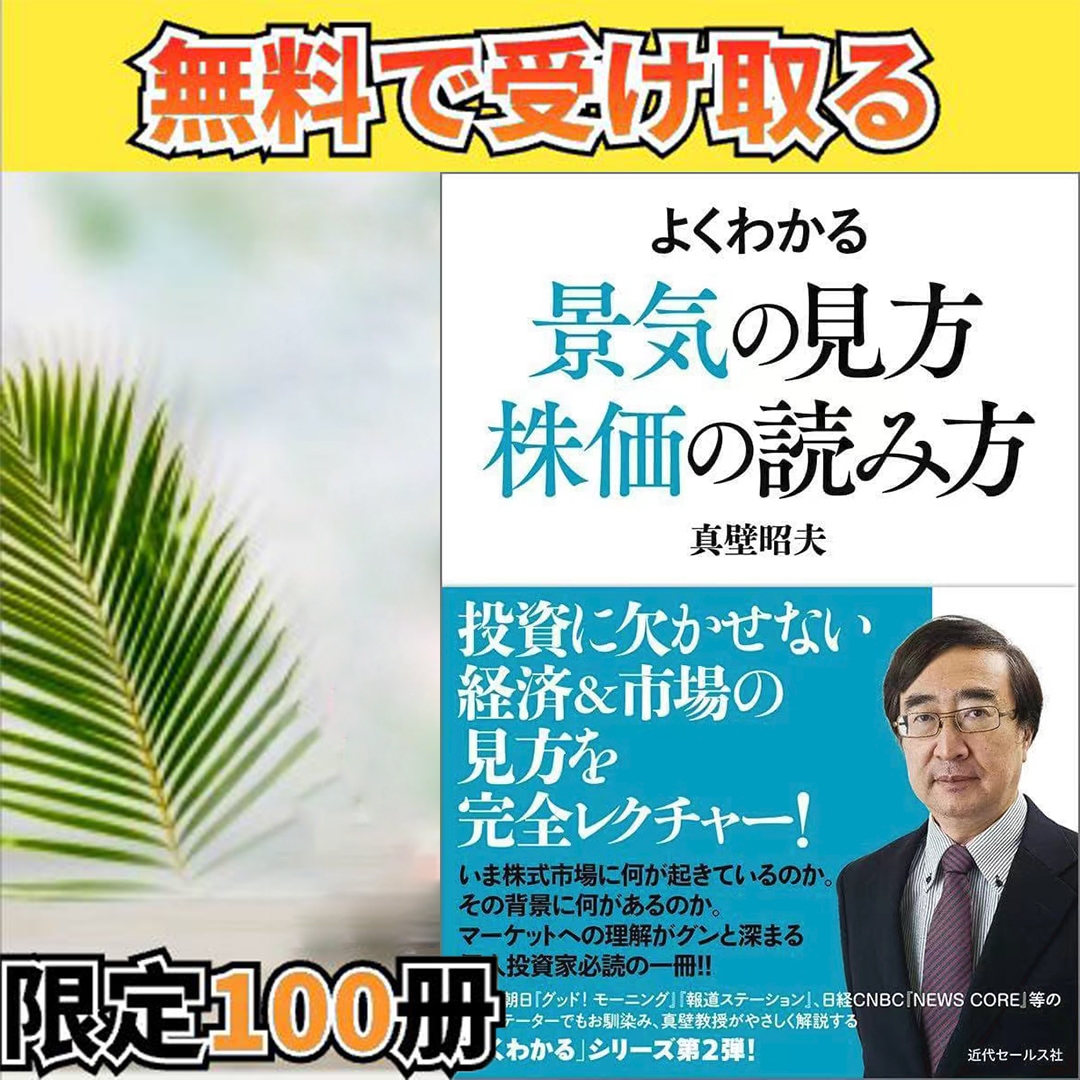 無料で受け取る
よくわかる
景気の見方
株価の読み方
真壁昭夫
投資に欠かせない
経済&市場の
見方を
完全レクチャー!
いま株式市場に何が起きているのか。
その背景に何があるのか。
マーケットへの理解がグンと深まる
人投資家必読の一冊!!
朝日『グッド! モーニング』『報道ステーション』、日経CNBC『NEWS CORE』等の
テーターでもお馴染み、真壁教授がやさしく解説する
くわかる」シリーズ第2弾!
近代セールス社
限定100冊